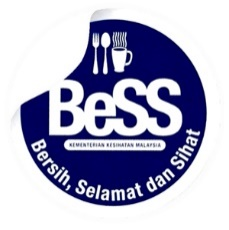 BeSS
KEMENTERIAN KESIHATAN MALAYSIA
Bersih, Selamat dan Sihat